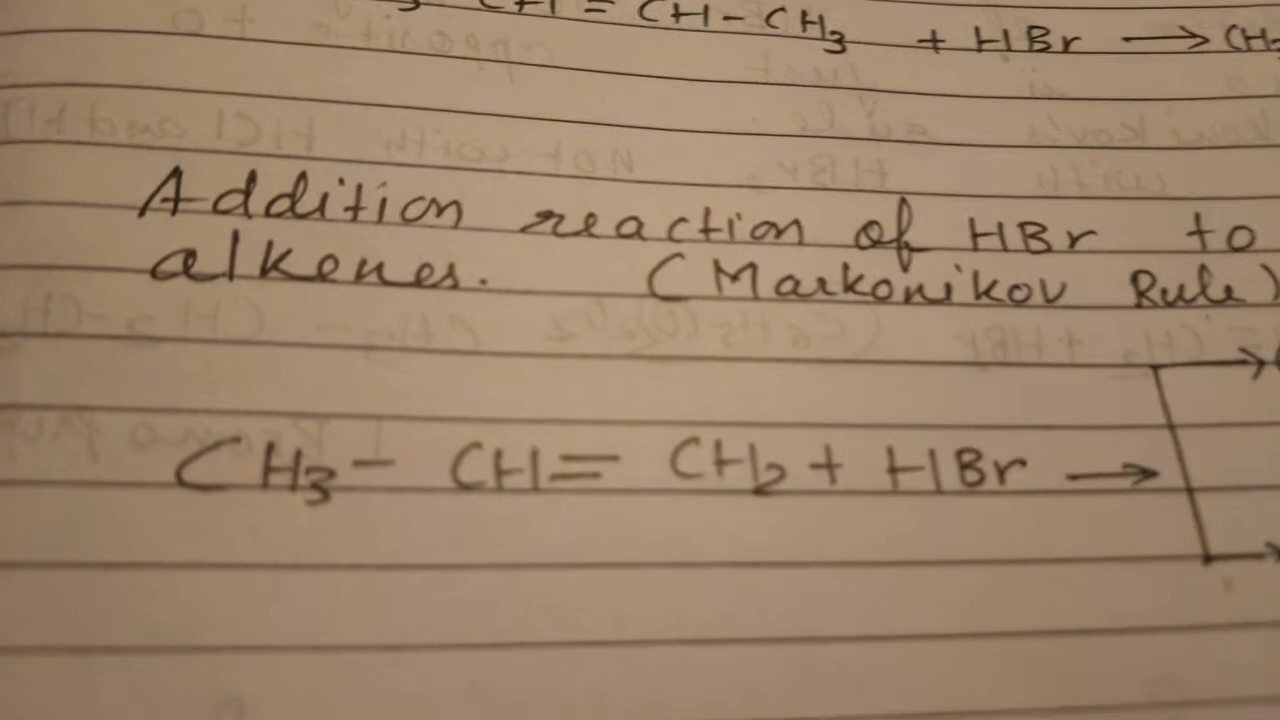 CH = CH - CH3 + HBr → CH
Addition reaction of HBr to
alkenes. (Markonikov Rule)
CH3 - CH = CH2 + HBr →